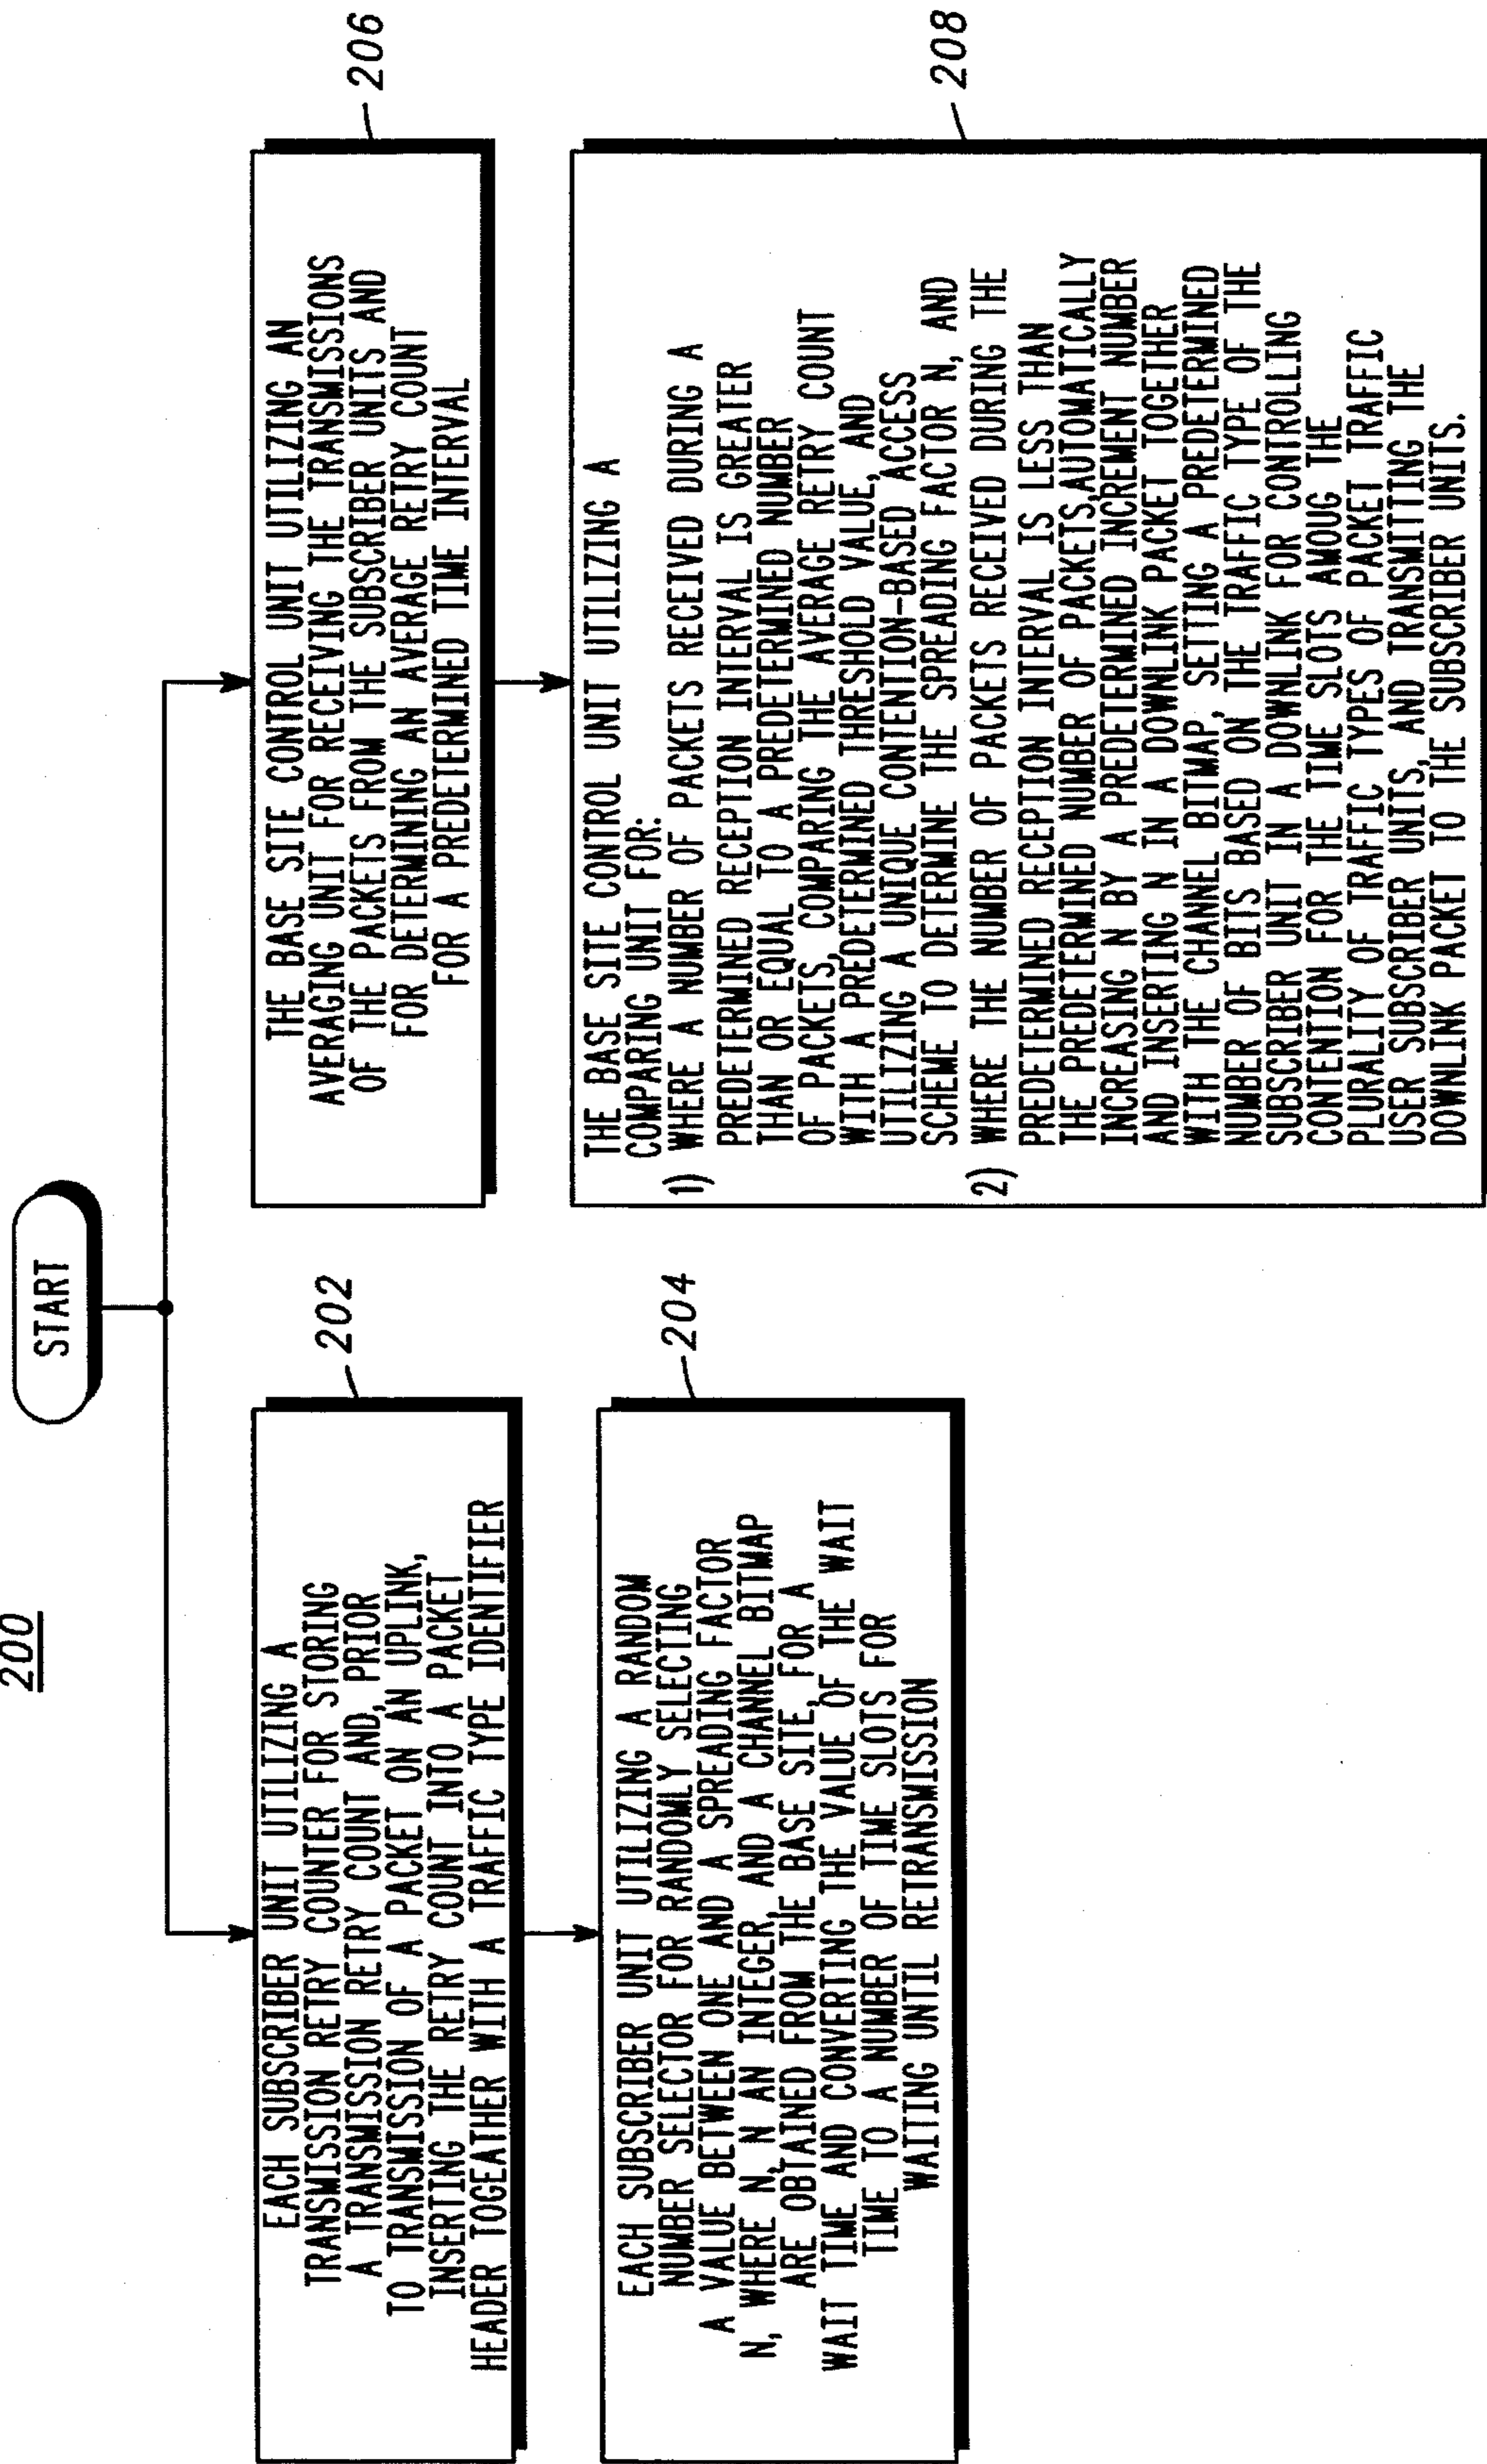 200
START
EACH SUBSCRIBER UNIT UTILIZING A
TRANSMISSION RETRY COUNTER FOR STORING
A TRANSMISSION RETRY COUNT AND, PRIOR
TO TRANSMISSION OF A PACKET ON AN UPLINK,
INSERTING THE RETRY COUNT INTO A PACKET
HEADER TOGEATHER WITH A TRAFFIC TYPE IDENTIFIER
202
EACH SUBSCRIBER UNIT UTILIZING A RANDOM
NUMBER SELECTOR FOR RANDOMLY SELECTING
A VALUE BETWEEN ONE AND A SPREADING FACTOR
N, WHERE N, N AN INTEGER, AND A CHANNEL BITMAP
ARE OBTAINED FROM THE BASE SITE, FOR A
WAIT TIME AND CONVERTING THE VALUE OF THE WAIT
TIME TO A NUMBER OF TIME SLOTS FOR
WAITING UNTIL RETRANSMISSION
204
THE BASE SITE CONTROL UNIT UTILIZING AN
AVERAGING UNIT FOR RECEIVING THE TRANSMISSIONS
OF THE PACKETS FROM THE SUBSCRIBER UNITS AND
FOR DETERMINING AN AVERAGE RETRY COUNT
FOR A PREDETERMINED TIME INTERVAL
206
THE BASE SITE CONTROL UNIT UTILIZING A
COMPARING UNIT FOR:
1) WHERE A NUMBER OF PACKETS RECEIVED DURING A
PREDETERMINED RECEPTION INTERVAL IS GREATER
THAN OR EQUAL TO A PREDETERMINED NUMBER
OF PACKETS, COMPARING THE AVERAGE RETRY COUNT
WITH A PREDETERMINED THRESHOLD VALUE, AND
UTILIZING A UNIQUE CONTENTION-BASED ACCESS
SCHEME TO DETERMINE THE SPREADING FACTOR N, AND
2) WHERE THE NUMBER OF PACKETS RECEIVED DURING THE
PREDETERMINED RECEPTION INTERVAL IS LESS THAN
THE PREDETERMINED NUMBER OF PACKETS,AUTOMATICALLY
INCREASING N BY A PREDETERMINED INCREMENT NUMBER
AND INSERTING N IN A DOWNLINK PACKET TOGETHER
WITH THE CHANNEL BITMAP, SETTING A PREDETERMINED
NUMBER OF BITS BASED ON THE TRAFFIC TYPE OF THE
SUBSCRIBER UNIT IN A DOWNLINK FOR CONTROLLING
CONTENTION FOR THE TIME SLOTS AMOUG THE
PLURALITY OF TRAFFIC TYPES OF PACKET TRAFFIC
USER SUBSCRIBER UNITS, AND TRANSMITTING THE
DOWNLINK PACKET TO THE SUBSCRIBER UNITS.
208